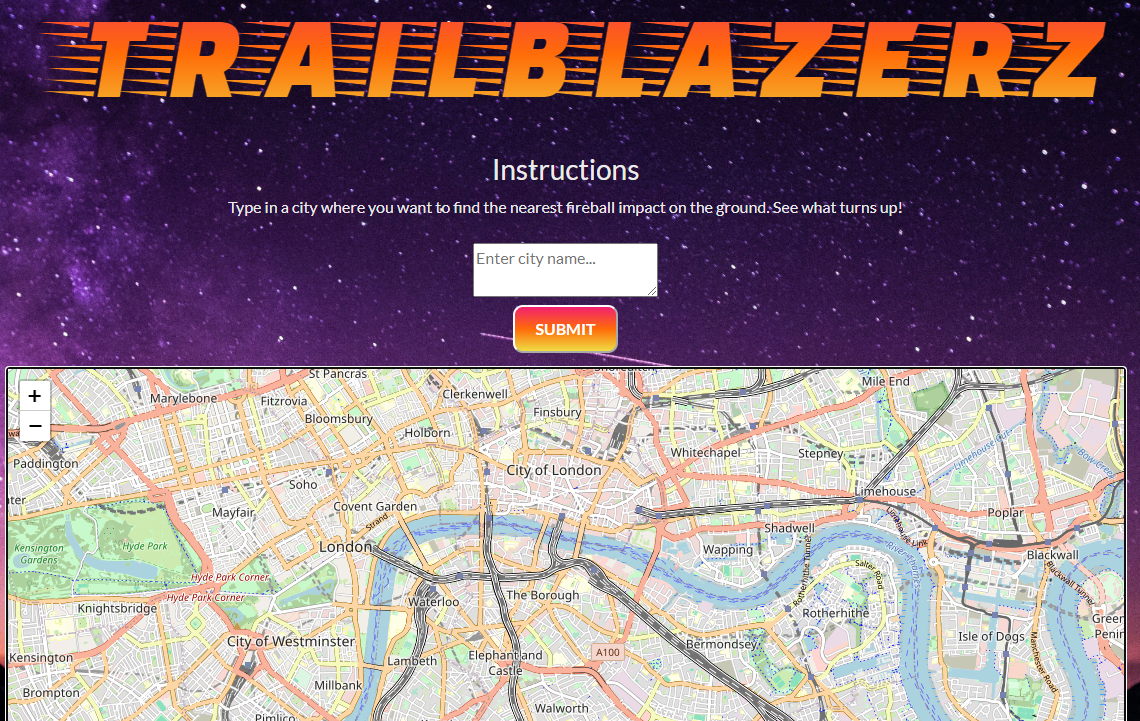 TRAILBLAZERZ
Instructions
Type in a city where you want to find the nearest fireball impact on the ground. See what turns up!
Enter city name...
SUBMIT
+
−
St Pancras
Marylebone
Fitzrovia
Clerkenwell
Mile End
Bloomsbury
Finsbury
Holborn
Paddington
Whitechapel
Stepney
City of London
Soho
Limehouse Cut
Bow Creek
Limehouse
Mayfair
Covent Garden
Strand
Poplar
Shadwell
Limehouse Link
Kensington
Gardens
Hyde Park
London
Wapping
Blackwall
Rotherhithe Tunnel
Salter Road
Blackwall Tunnel
Hyde Park Corner
Hyde Park Corner
Knightsbridge
Waterloo
The Borough
Rotherhithe
City of Westminster
Isle of Dogs
Manchester Road
Bermondsey
Kensington
Lambeth
Elephant and
Castle
A100
Millbank
Brompton
Walworth
Pimlico